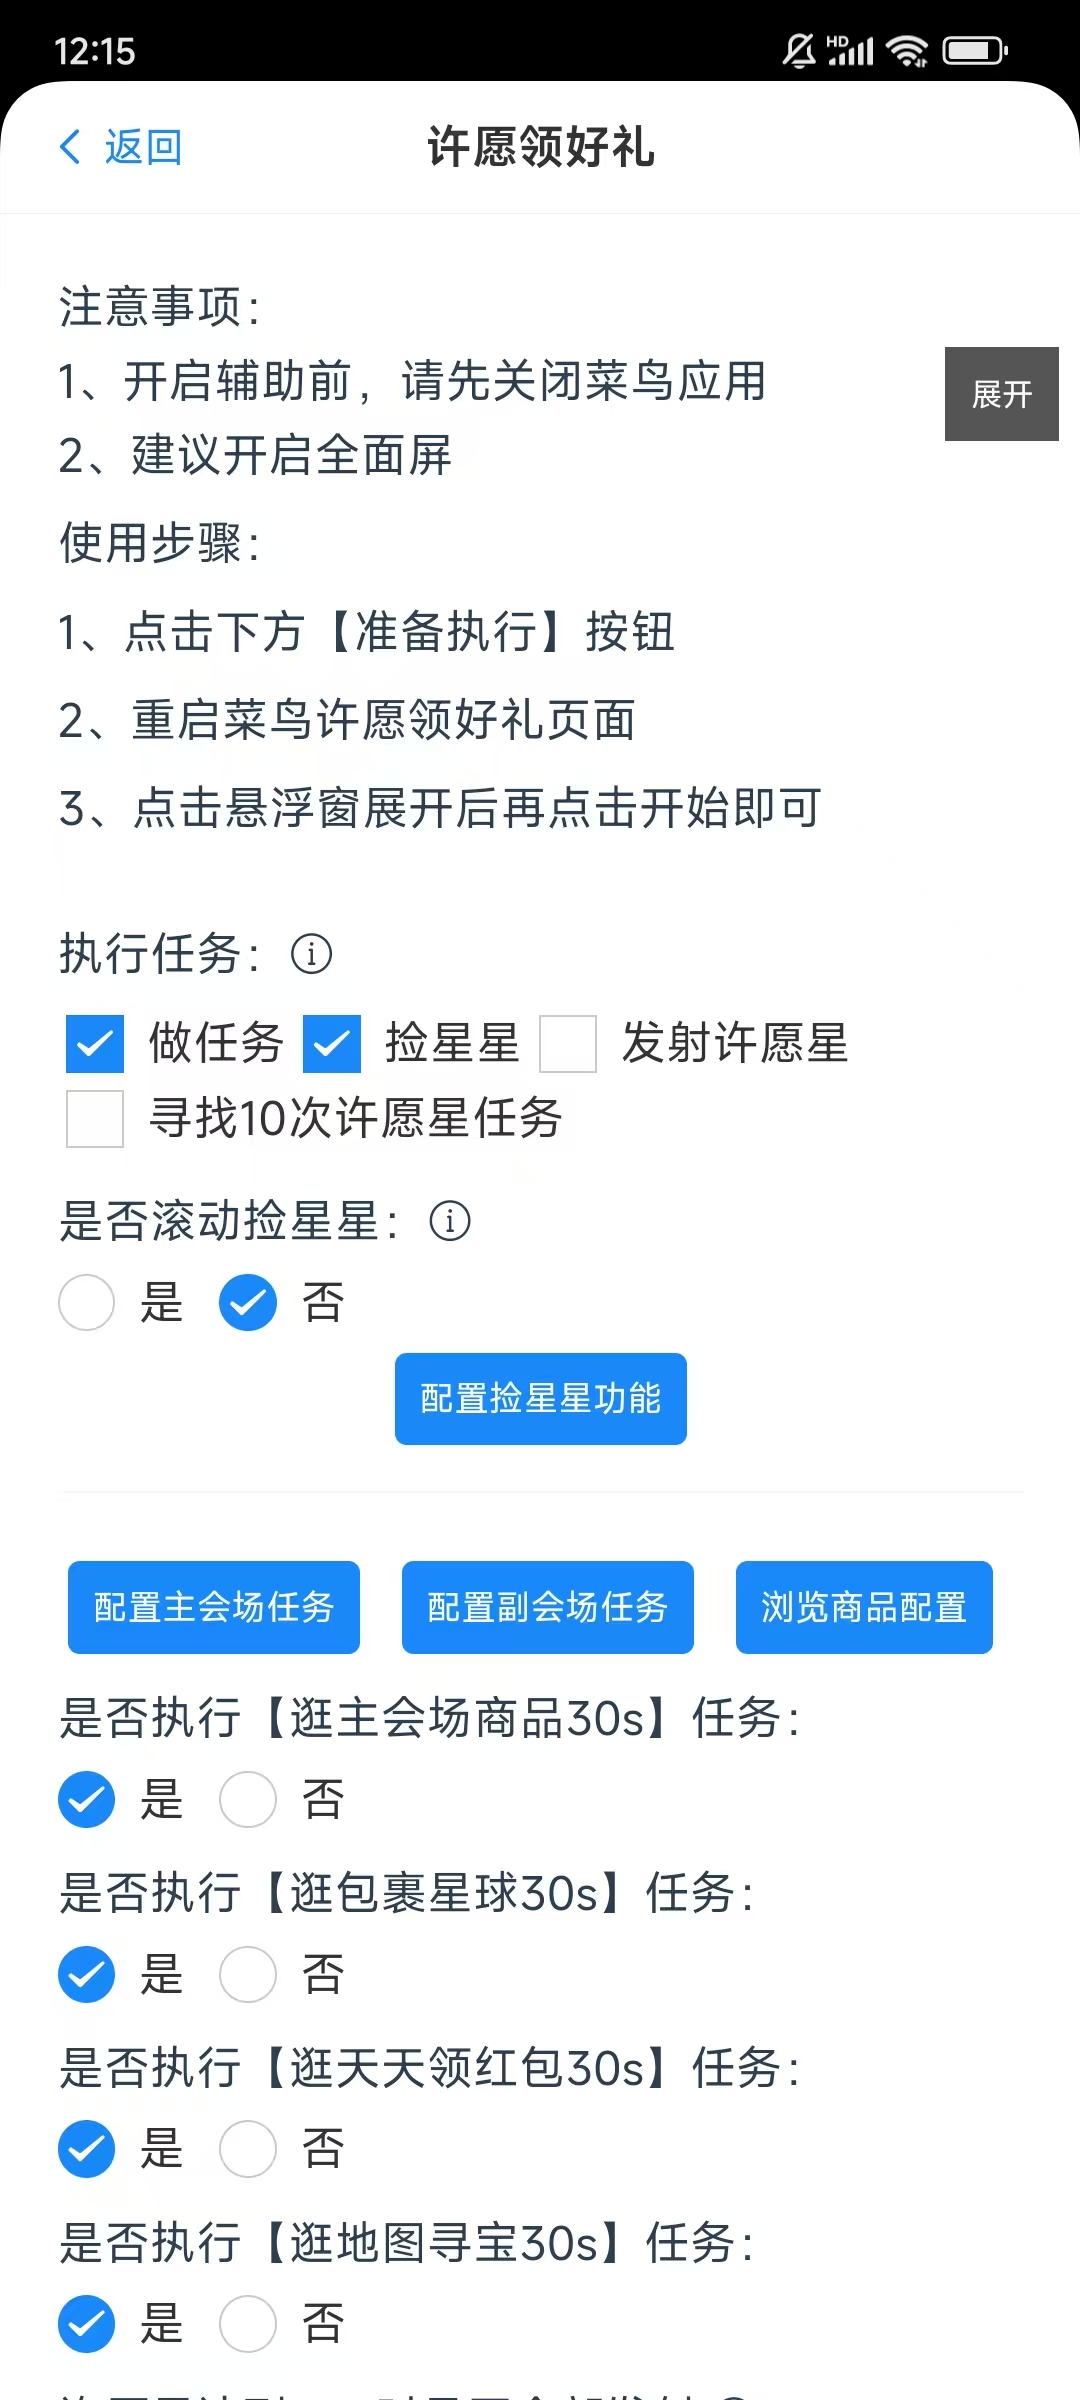 12:15
HD
返回
许愿领好礼
注意事项：
1、开启辅助前，请先关闭菜鸟应用
展开
2、建议开启全面屏
使用步骤：
1、点击下方【准备执行】按钮
2、重启菜鸟许愿领好礼页面
3、点击悬浮窗展开后再点击开始即可
执行任务：
做任务 捡星星 发射许愿星
寻找10次许愿星任务
是否滚动捡星星：
是 否
配置捡星星功能
配置主会场任务 配置副会场任务 浏览商品配置
是否执行【逛主会场商品30s】任务：
是 否
是否执行【逛包裹星球30s】任务：
是 否
是否执行【逛天天领红包30s】任务：
是 否
是否执行【逛地图寻宝30s】任务：
是 否